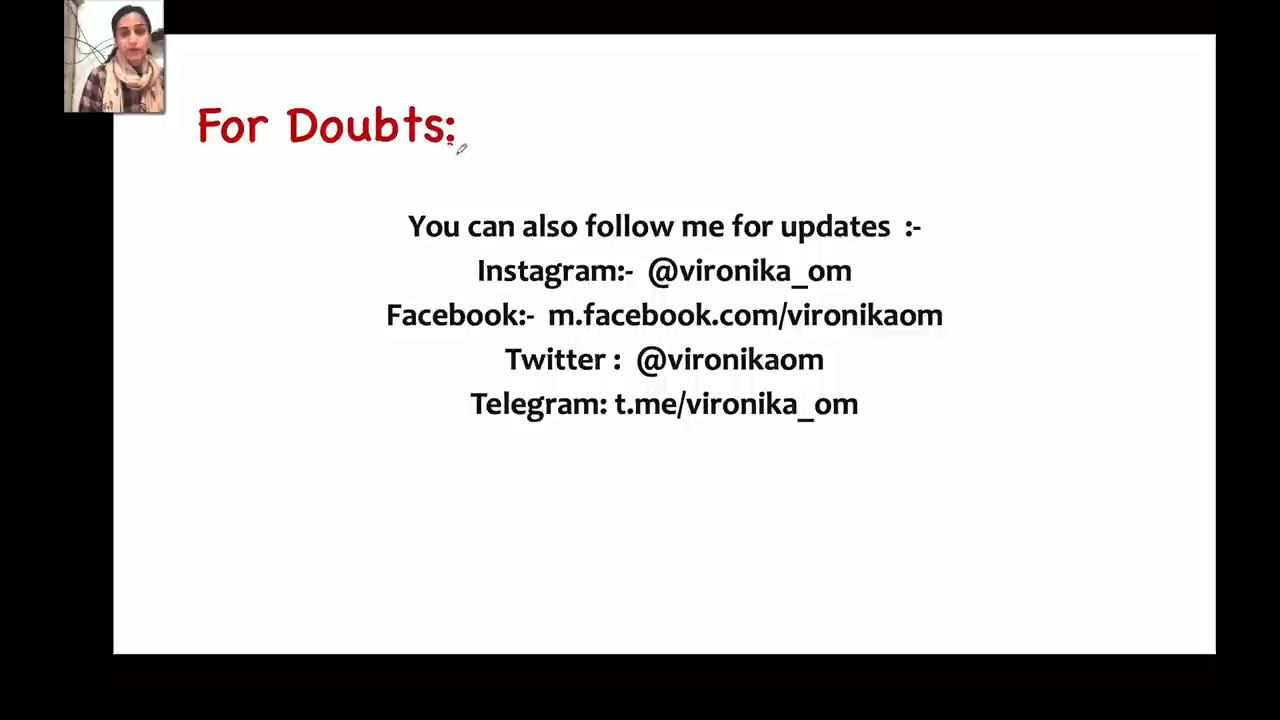 For Doubts:
You can also follow me for updates :-
Instagram:- @vironika_om
Facebook:- m.facebook.com/vironikaom
Twitter : @vironikaom
Telegram: t.me/vironika_om